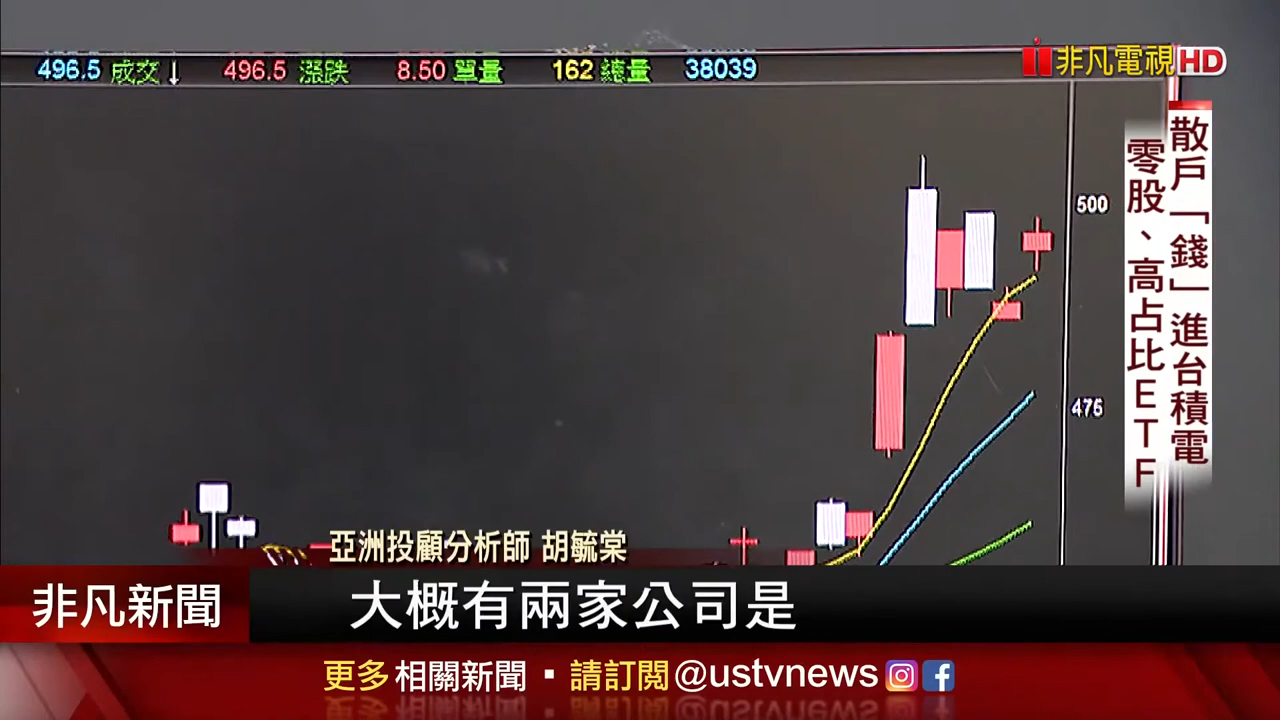 496.5 成交↓ 496.5 漲跌 8.50 單量 162 總量 38039
非凡電視HD
散戶「錢」進台積電
零股、高占比ETF
500
475
亞洲投顧分析師 胡毓棠
非凡新聞
大概有兩家公司是
更多相關新聞▪請訂閱@ustvnews